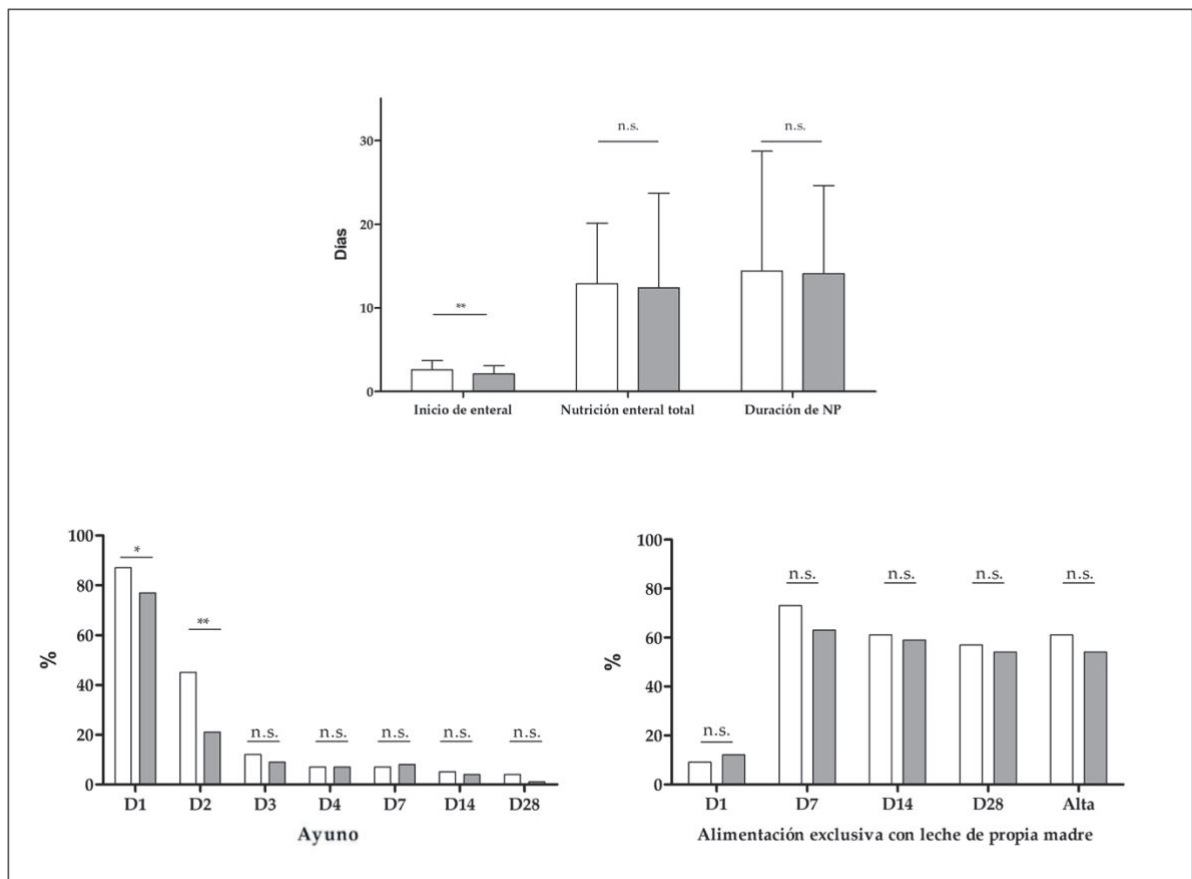 n.s. n.s.
30
20
Días
10
**
0
Inicio de enteral Nutrición enteral total Duración de NP
100
*
80
**
60
%
40
20
n.s. n.s. n.s. n.s. n.s.
0
D1 D2 D3 D4 D7 D14 D28
Ayuno
100
n.s. n.s. n.s. n.s.
80
60
%
40
20
n.s.
0
D1 D7 D14 D28 Alta
Alimentación exclusiva con leche de propia madre